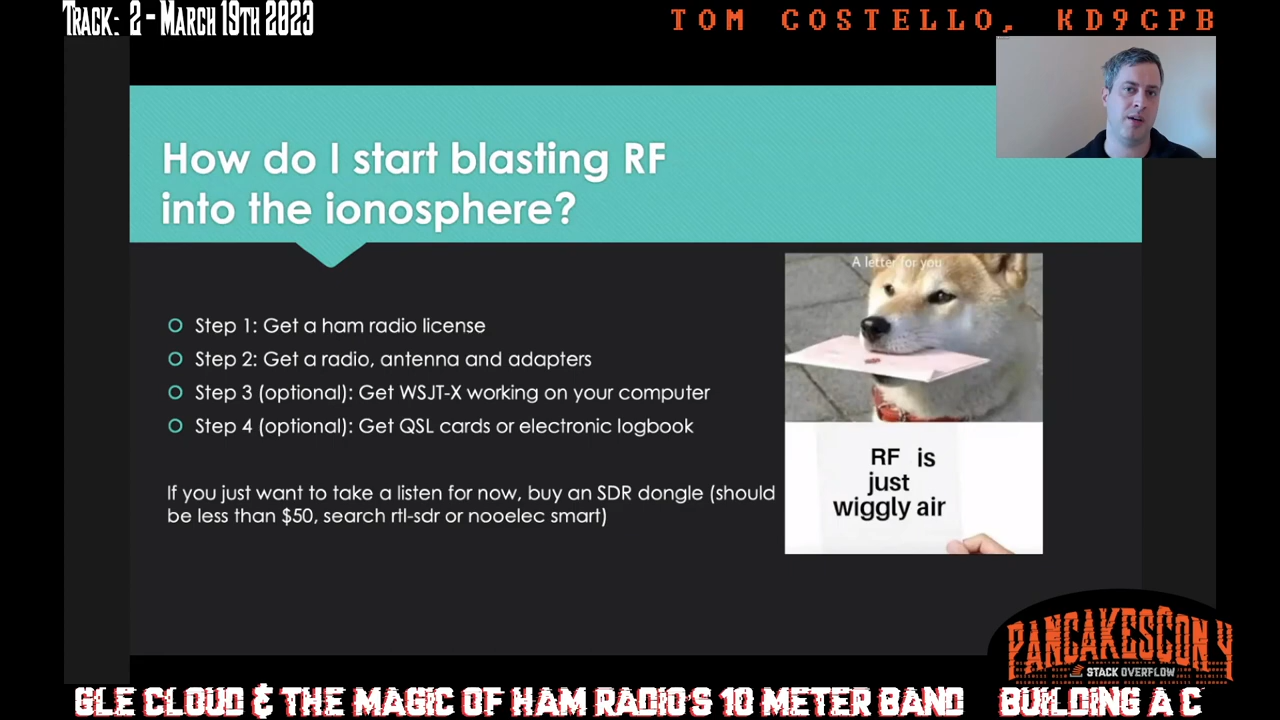 TRACK: 2 - MARCH 19TH 2023
TOM COSTELLO, KD9CPB
How do I start blasting RF
into the ionosphere?
A letter for you
Step 1: Get a ham radio license
Step 2: Get a radio, antenna and adapters
Step 3 (optional): Get WSJT-X working on your computer
Step 4 (optional): Get QSL cards or electronic logbook
RF is
just
wiggly air
If you just want to take a listen for now, buy an SDR dongle (should
be less than $50, search rtl-sdr or nooelec smart)
PANCAKESCON 4
STACK OVERFLOW
GLE CLOUD & THE MAGIC OF HAM RADIO'S 10 METER BAND BUILDING A C